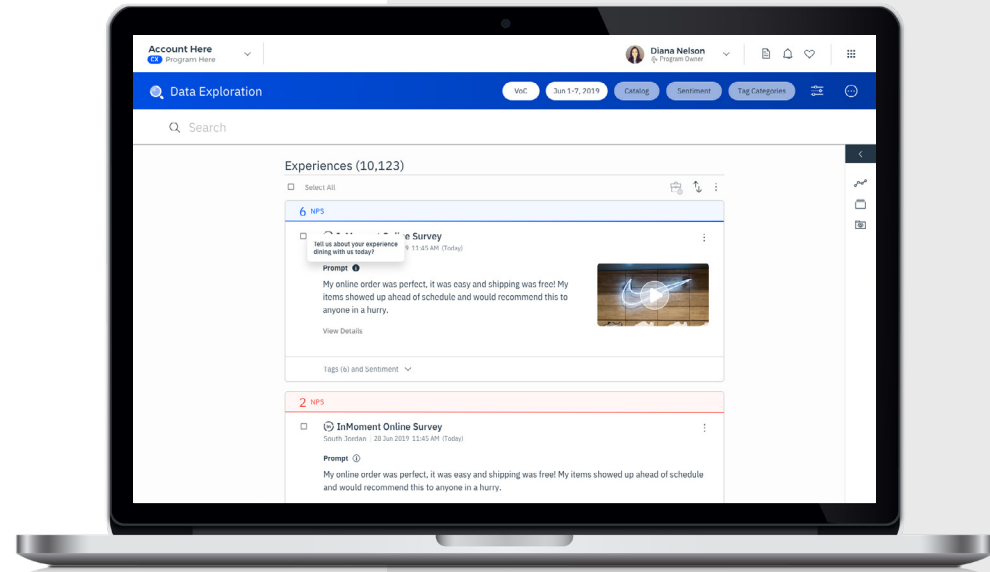 Account Here
CX Program Here
Diana Nelson
Program Owner
Data Exploration
VoC
Jun 1-7, 2019
Catalog
Sentiment
Tag Categories
Search
Experiences (10,123)
Select All
6 NPS
Survey
11:45 AM (Today)
Tell us about your experience
dining with us today?
Prompt
My online order was perfect, it was easy and shipping was free! My
items showed up ahead of schedule and would recommend this to
anyone in a hurry.
View Details
Tags (6) and Sentiment
2 NPS
InMoment Online Survey
South Jordan | 28 Jun 2019 11:45 AM (Today)
Prompt
My online order was perfect, it was easy and shipping was free! My items showed up ahead of schedule
and would recommend this to anyone in a hurry.